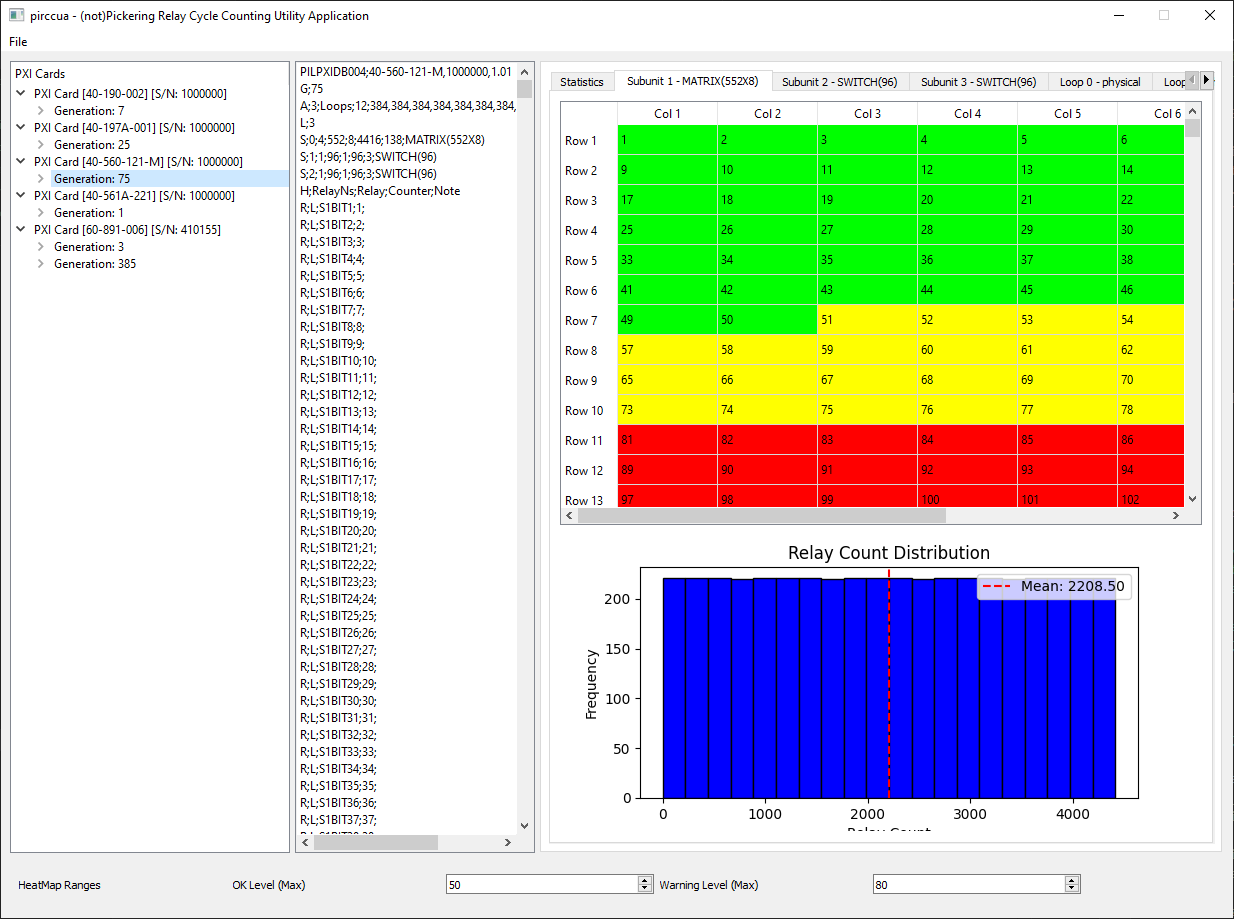 pirccua - (not)Pickering Relay Cycle Counting Utility Application
File
PXI Cards
PXI Card [40-190-002] [S/N: 1000000]
Generation: 7
PXI Card [40-197A-001] [S/N: 1000000]
Generation: 25
PXI Card [40-560-121-M] [S/N: 1000000]
Generation: 75
PXI Card [40-561A-221] [S/N: 1000000]
Generation: 1
PXI Card [60-891-006] [S/N: 410155]
Generation: 3
Generation: 385
PILPXIDB004;40-560-121-M,1000000,1.01
G;75
A;3;Loops;12;384,384,384,384,384,384,384,
L;3
S;0;4;552;8;4416;138;MATRIX(552X8)
S;1;1;96;1;96;3;SWITCH(96)
S;2;1;96;1;96;3;SWITCH(96)
H;RelayNs;Relay;Counter;Note
R;L;S1BIT1;1;
R;L;S1BIT2;2;
R;L;S1BIT3;3;
R;L;S1BIT4;4;
R;L;S1BIT5;5;
R;L;S1BIT6;6;
R;L;S1BIT7;7;
R;L;S1BIT8;8;
R;L;S1BIT9;9;
R;L;S1BIT10;10;
R;L;S1BIT11;11;
R;L;S1BIT12;12;
R;L;S1BIT13;13;
R;L;S1BIT14;14;
R;L;S1BIT15;15;
R;L;S1BIT16;16;
R;L;S1BIT17;17;
R;L;S1BIT18;18;
R;L;S1BIT19;19;
R;L;S1BIT20;20;
R;L;S1BIT21;21;
R;L;S1BIT22;22;
R;L;S1BIT23;23;
R;L;S1BIT24;24;
R;L;S1BIT25;25;
R;L;S1BIT26;26;
R;L;S1BIT27;27;
R;L;S1BIT28;28;
R;L;S1BIT29;29;
R;L;S1BIT30;30;
R;L;S1BIT31;31;
R;L;S1BIT32;32;
R;L;S1BIT33;33;
R;L;S1BIT34;34;
R;L;S1BIT35;35;
R;L;S1BIT36;36;
R;L;S1BIT37;37;
Statistics Subunit 1 - MATRIX(552X8) Subunit 2 - SWITCH(96) Subunit 3 - SWITCH(96) Loop 0 - physical Loop
Col 1 Col 2 Col 3 Col 4 Col 5 Col 6
Row 1 1 2 3 4 5 6
Row 2 9 10 11 12 13 14
Row 3 17 18 19 20 21 22
Row 4 25 26 27 28 29 30
Row 5 33 34 35 36 37 38
Row 6 41 42 43 44 45 46
Row 7 49 50 51 52 53 54
Row 8 57 58 59 60 61 62
Row 9 65 66 67 68 69 70
Row 10 73 74 75 76 77 78
Row 11 81 82 83 84 85 86
Row 12 89 90 91 92 93 94
Row 13 97 98 99 100 101 102
Relay Count Distribution
Mean: 2208.50
Frequency
200
150
100
50
0
0 1000 2000 3000 4000
Relay Count
HeatMap Ranges OK Level (Max) 50 Warning Level (Max) 80